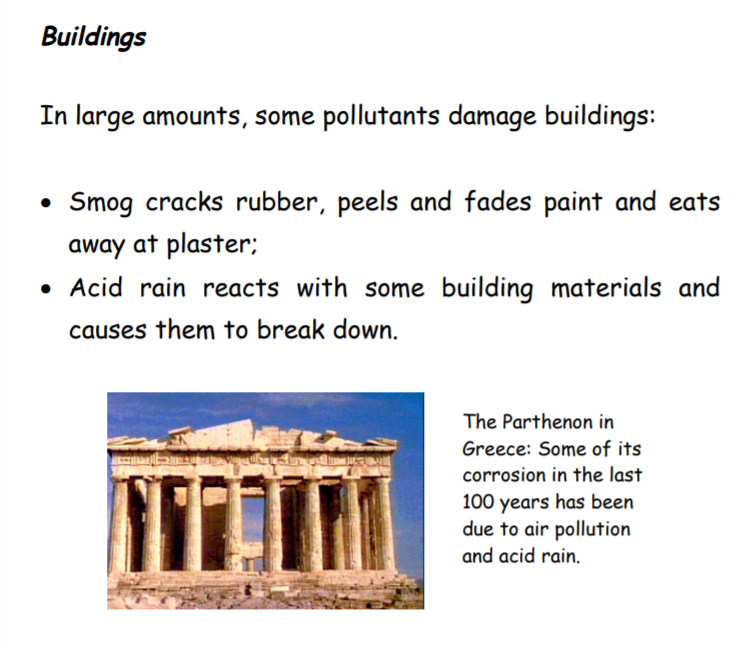 Buildings
In large amounts, some pollutants damage buildings:
• Smog cracks rubber, peels and fades paint and eats
away at plaster;
• Acid rain reacts with some building materials and
causes them to break down.
The Parthenon in
Greece: Some of its
corrosion in the last
100 years has been
due to air pollution
and acid rain.